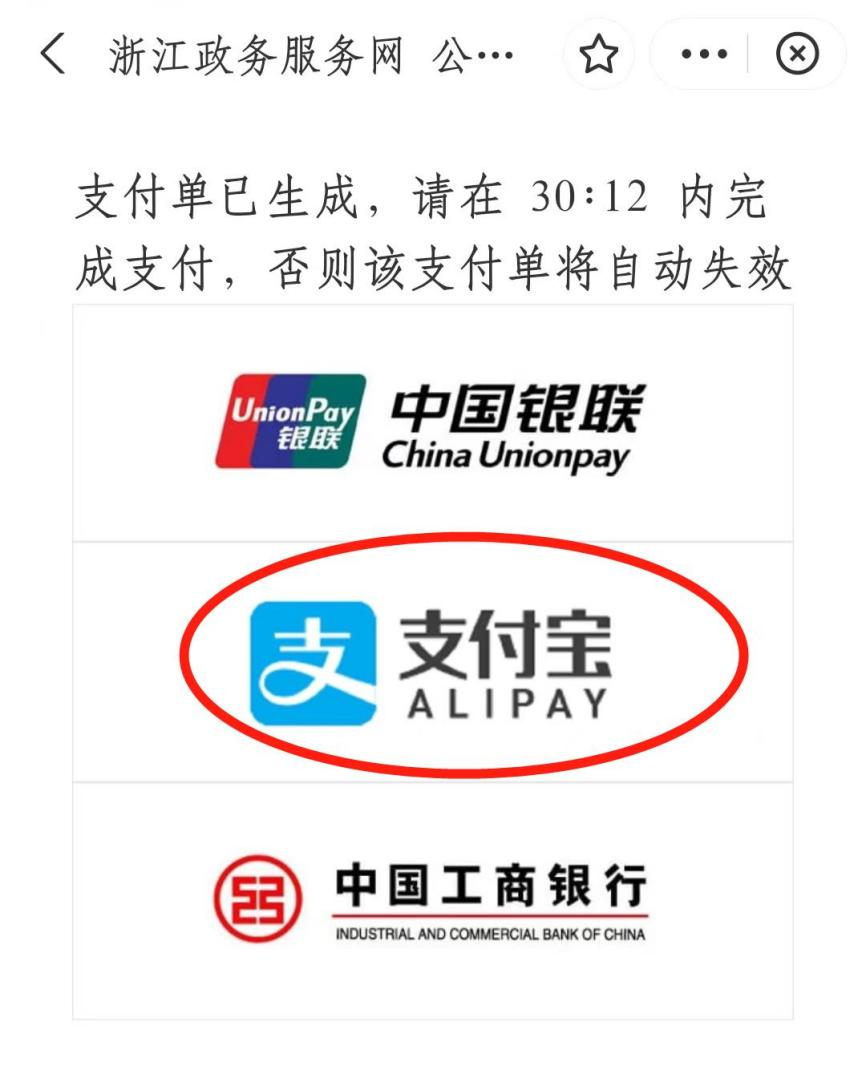 浙江政务服务网 公…
支付单已生成，请在 30:12 内完
成支付，否则该支付单将自动失效
UnionPay
银联
中国银联
China Unionpay
支
支付宝
ALIPAY
中国工商银行
INDUSTRIAL AND COMMERCIAL BANK OF CHINA